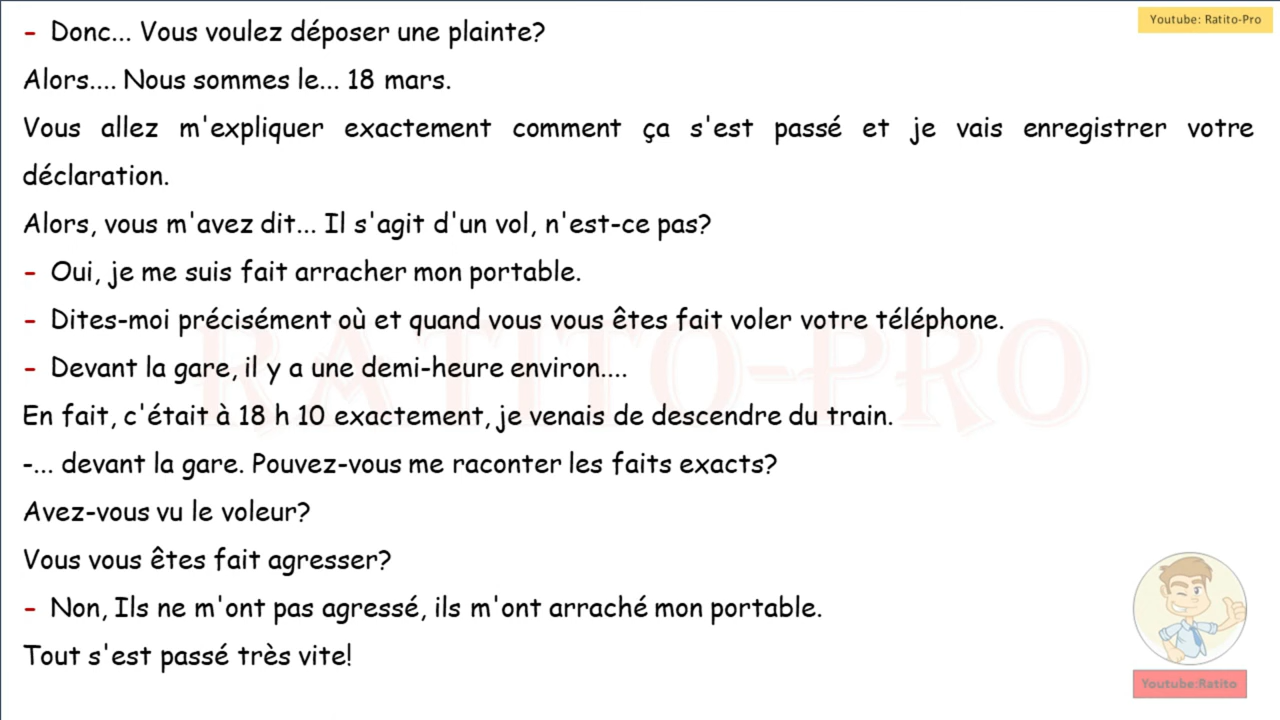 Youtube: Ratito-Pro
- Donc... Vous voulez déposer une plainte?
Alors.... Nous sommes le... 18 mars.
Vous allez m'expliquer exactement comment ça s'est passé et je vais enregistrer votre
déclaration.
Alors, vous m'avez dit... Il s'agit d'un vol, n'est-ce pas?
- Oui, je me suis fait arracher mon portable.
- Dites-moi précisément où et quand vous vous êtes fait voler votre téléphone.
RATITO-PRO
- Devant la gare, il y a une demi-heure environ....
En fait, c'était à 18 h 10 exactement, je venais de descendre du train.
-... devant la gare. Pouvez-vous me raconter les faits exacts?
Avez-vous vu le voleur?
Vous vous êtes fait agresser?
- Non, Ils ne m'ont pas agressé, ils m'ont arraché mon portable.
Tout s'est passé très vite!
Youtube:Ratito